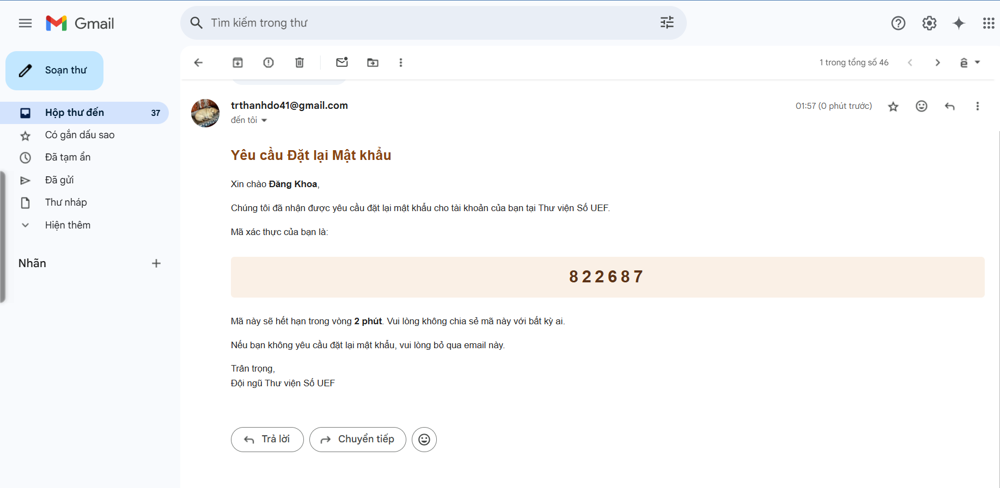 Gmail
Tìm kiếm trong thư
Soạn thư
Hộp thư đến 37
Có gắn dấu sao
Đã tạm ẩn
Đã gửi
Thư nháp
Hiện thêm
Nhãn
1 trong tổng số 46
ê
trthanhdo41@gmail.com
01:57 (0 phút trước)
đến tôi
Yêu cầu Đặt lại Mật khẩu
Xin chào Đăng Khoa,
Chúng tôi đã nhận được yêu cầu đặt lại mật khẩu cho tài khoản của bạn tại Thư viện Số UEF.
Mã xác thực của bạn là:
822687
Mã này sẽ hết hạn trong vòng 2 phút. Vui lòng không chia sẻ mã này với bất kỳ ai.
Nếu bạn không yêu cầu đặt lại mật khẩu, vui lòng bỏ qua email này.
Trân trọng,
Đội ngũ Thư viện Số UEF
Trả lời
Chuyển tiếp